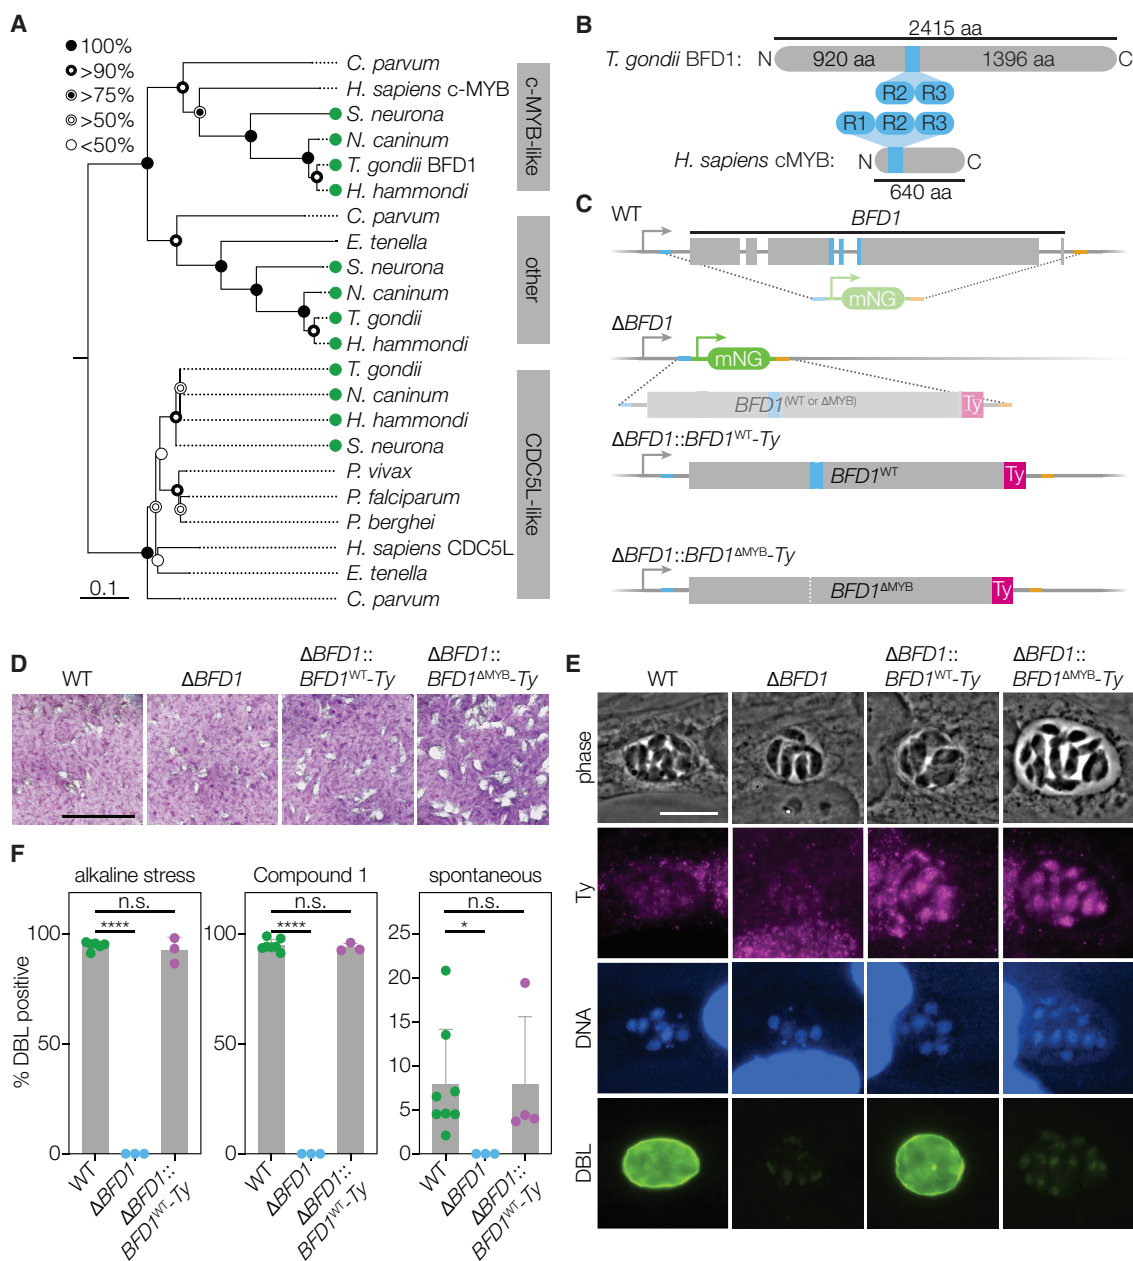 A
100%
>90%
>75%
>50%
<50%
C. parvum
H. sapiens c-MYB
S. neurona
N. caninum
T. gondii BFD1
H. hammondi
c-MYB-like
C. parvum
E. tenella
S. neurona
N. caninum
T. gondii
H. hammondi
other
T. gondii
N. caninum
H. hammondi
S. neurona
P. vivax
P. falciparum
P. berghei
H. sapiens CDC5L
E. tenella
C. parvum
CDC5L-like
0.1
B
2415 aa
T. gondii BFD1: N 920 aa 1396 aa C
R2 R3
R1 R2 R3
H. sapiens cMYB: N C
640 aa
C
WT
BFD1
mNG
ΔBFD1
mNG
BFD1(WT or ΔMYB) Ty
ΔBFD1::BFD1WT-Ty
BFD1WT Ty
ΔBFD1::BFD1ΔMYB-Ty
BFD1ΔMYB Ty
D
WT
ΔBFD1
ΔBFD1::
BFD1WT-Ty
ΔBFD1::
BFD1ΔMYB-Ty
E
WT
ΔBFD1
ΔBFD1::
BFD1WT-Ty
ΔBFD1::
BFD1ΔMYB-Ty
phase
Ty
DNA
DBL
F
% DBL positive
alkaline stress
n.s.
****
100
50
0
WT
ΔBFD1
ΔBFD1::
BFD1WT-Ty
Compound 1
n.s.
****
100
50
0
WT
ΔBFD1
ΔBFD1::
BFD1WT-Ty
spontaneous
n.s.
*
25
20
15
10
5
0
WT
ΔBFD1
ΔBFD1::
BFD1WT-Ty